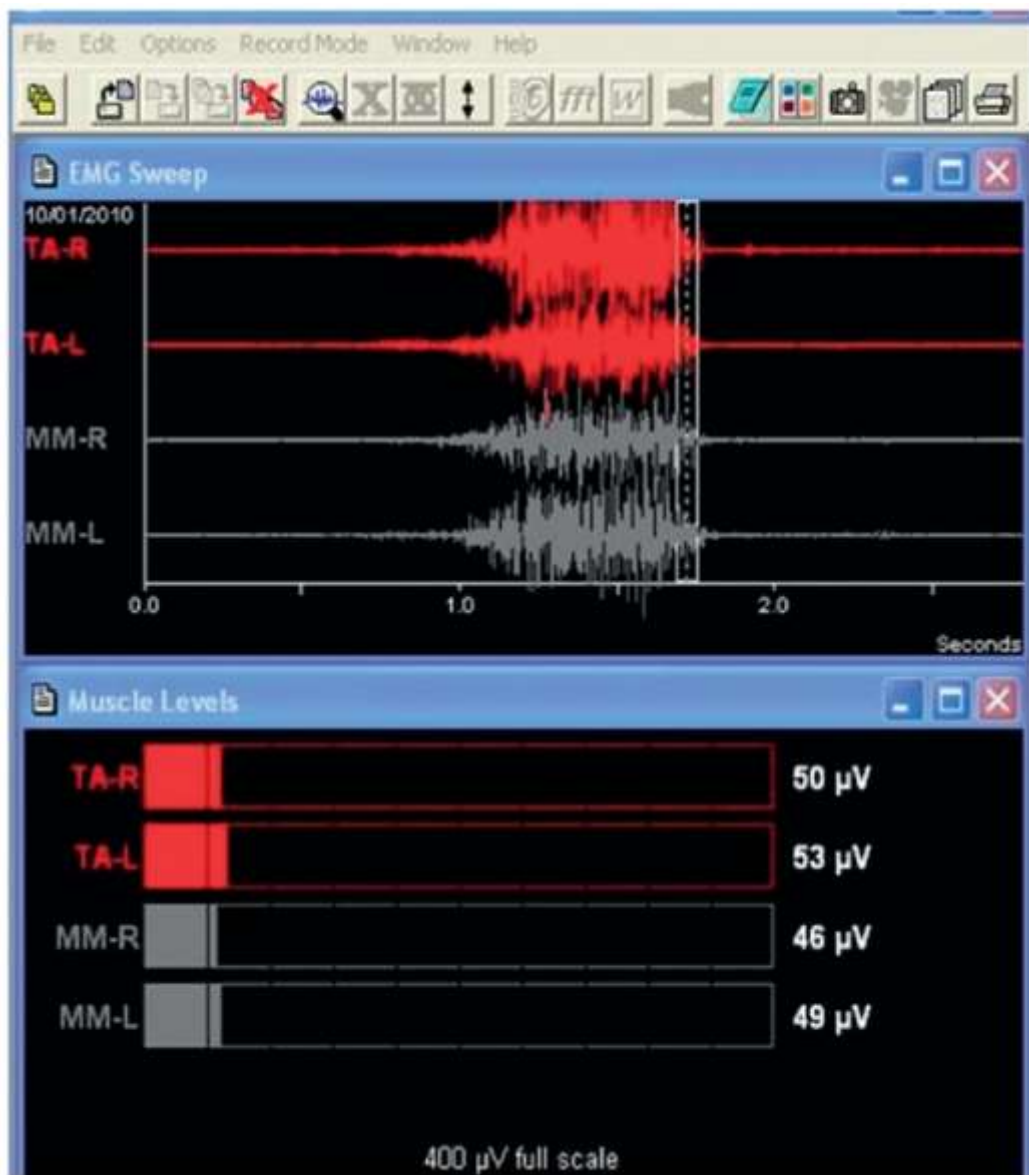 File Edit Options Record Mode Window Help
fft W
EMG Sweep
10/01/2010
TA-R
TA-L
MM-R
MM-L
0.0 1.0 2.0
Seconds
Muscle Levels
TA-R 50 µV
TA-L 53 µV
MM-R 46 µV
MM-L 49 µV
400 µV full scale